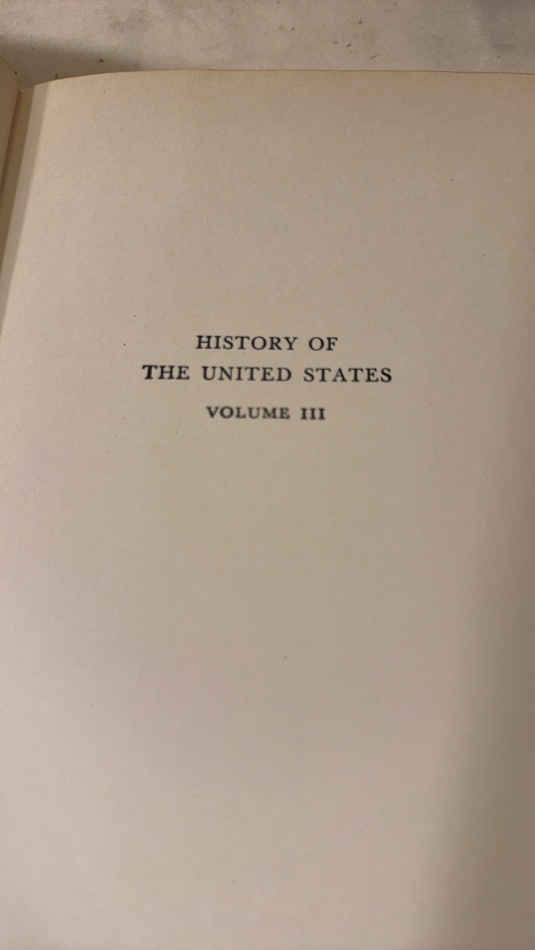 HISTORY OF
THE UNITED STATES
VOLUME III